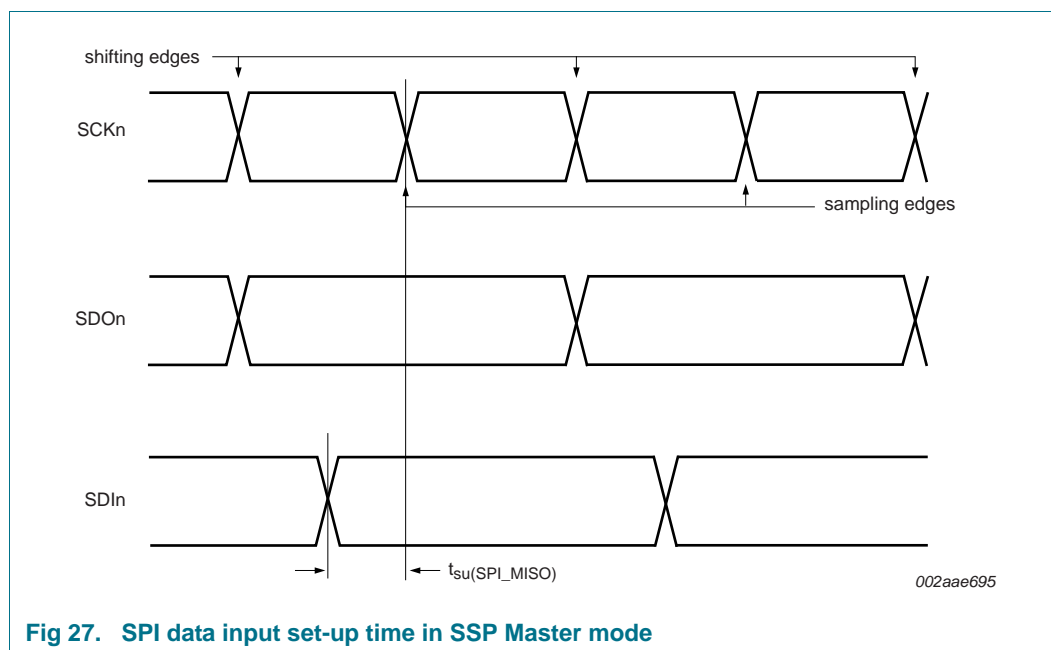 shifting edges
SCKn
sampling edges
SDOn
SDIn
tsu(SPI_MISO)
002aae695
Fig 27. SPI data input set-up time in SSP Master mode